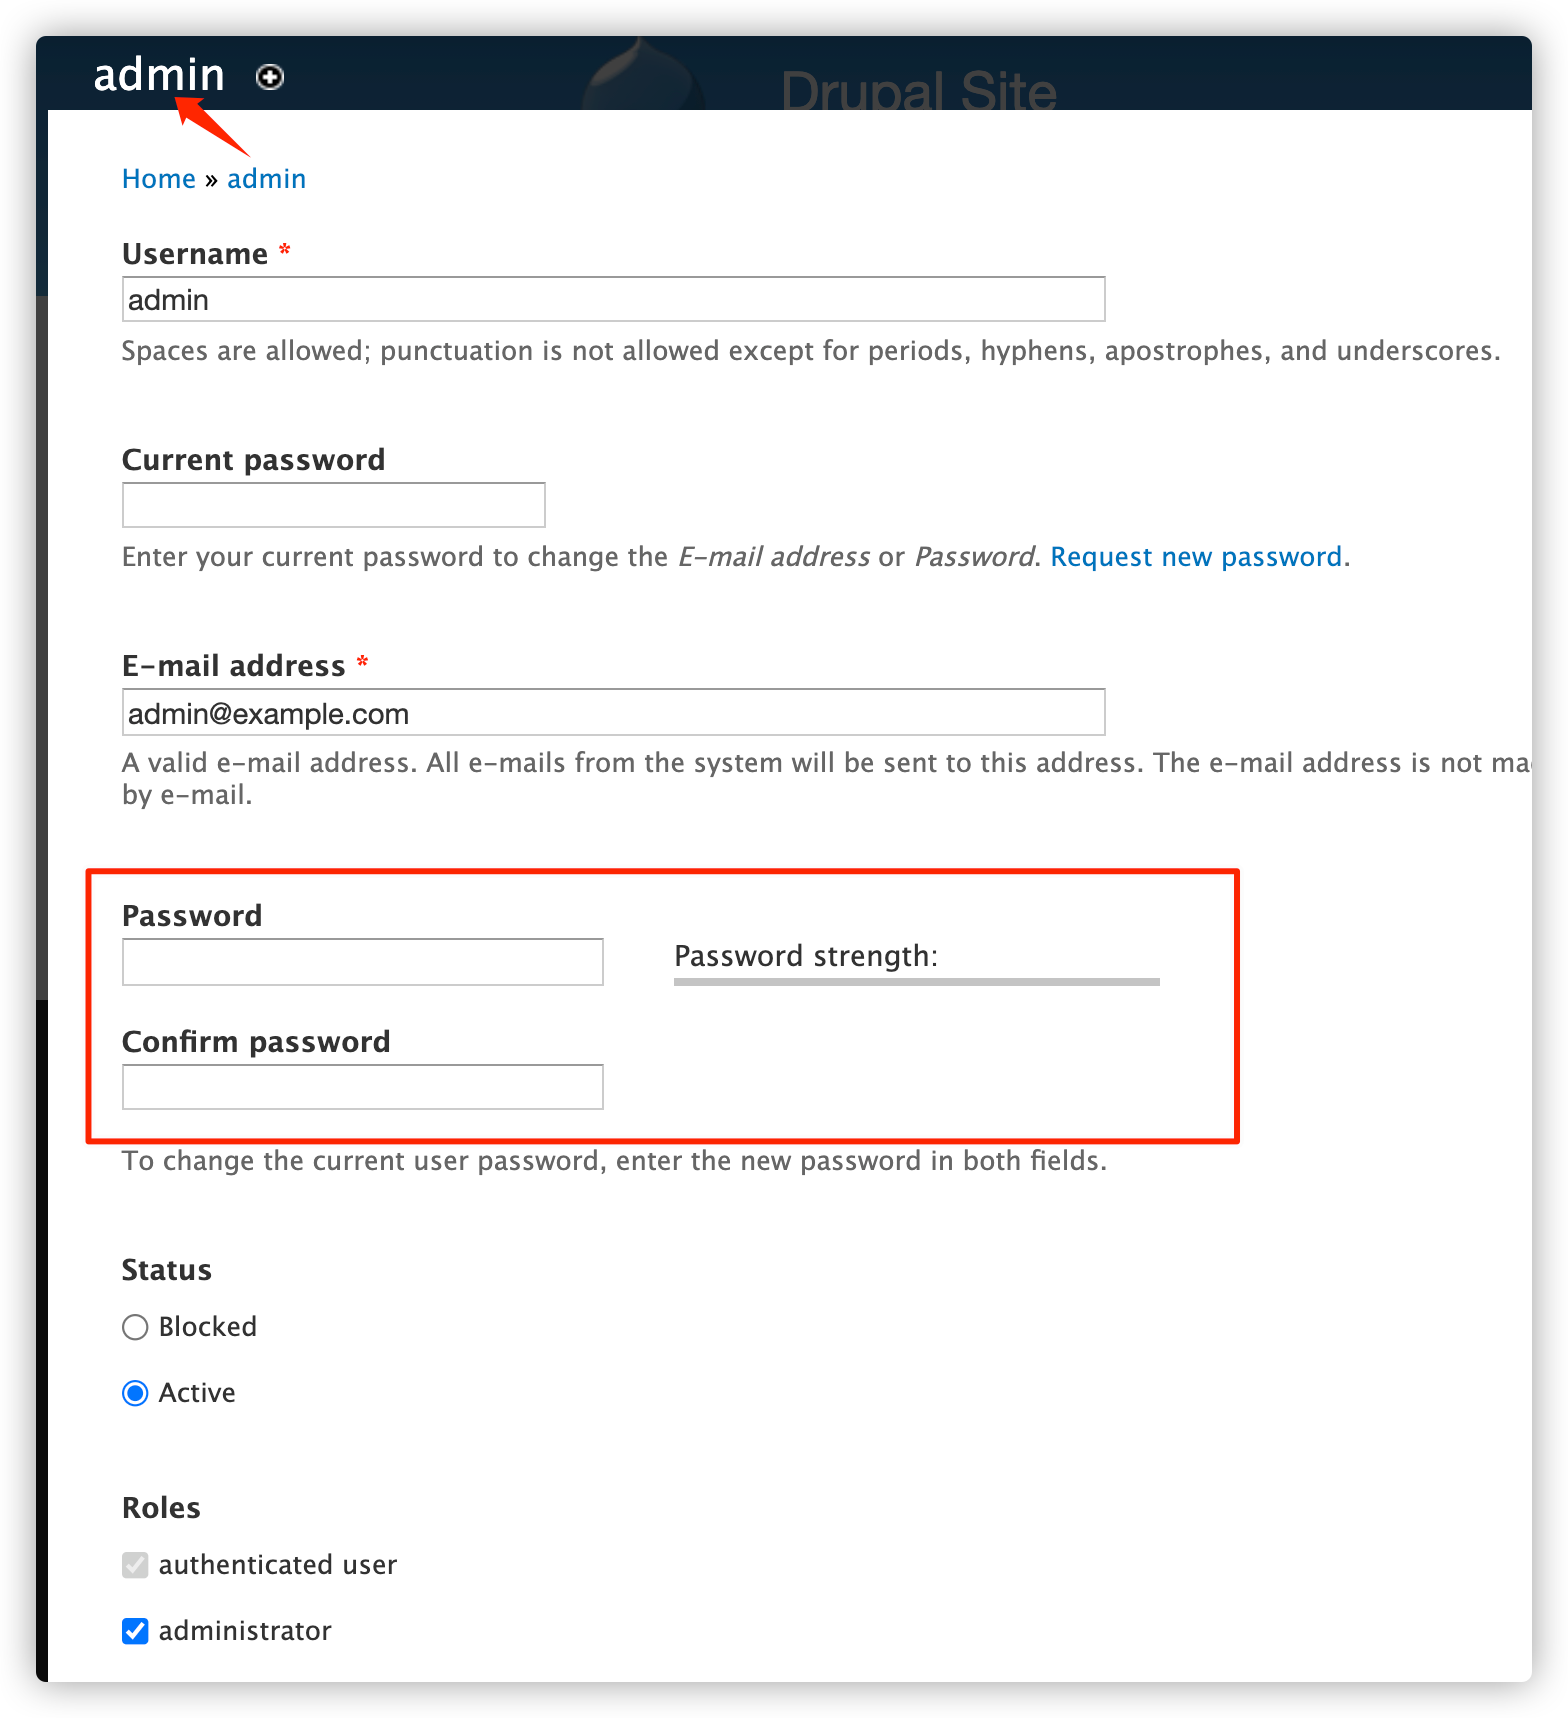 admin
Drupal Site
Home » admin
Username *
admin
Spaces are allowed; punctuation is not allowed except for periods, hyphens, apostrophes, and underscores.
Current password
Enter your current password to change the E-mail address or Password. Request new password.
E-mail address *
admin@example.com
A valid e-mail address. All e-mails from the system will be sent to this address. The e-mail address is not
by e-mail.
Password
Password strength:
Confirm password
To change the current user password, enter the new password in both fields.
Status
Blocked
Active
Roles
authenticated user
administrator